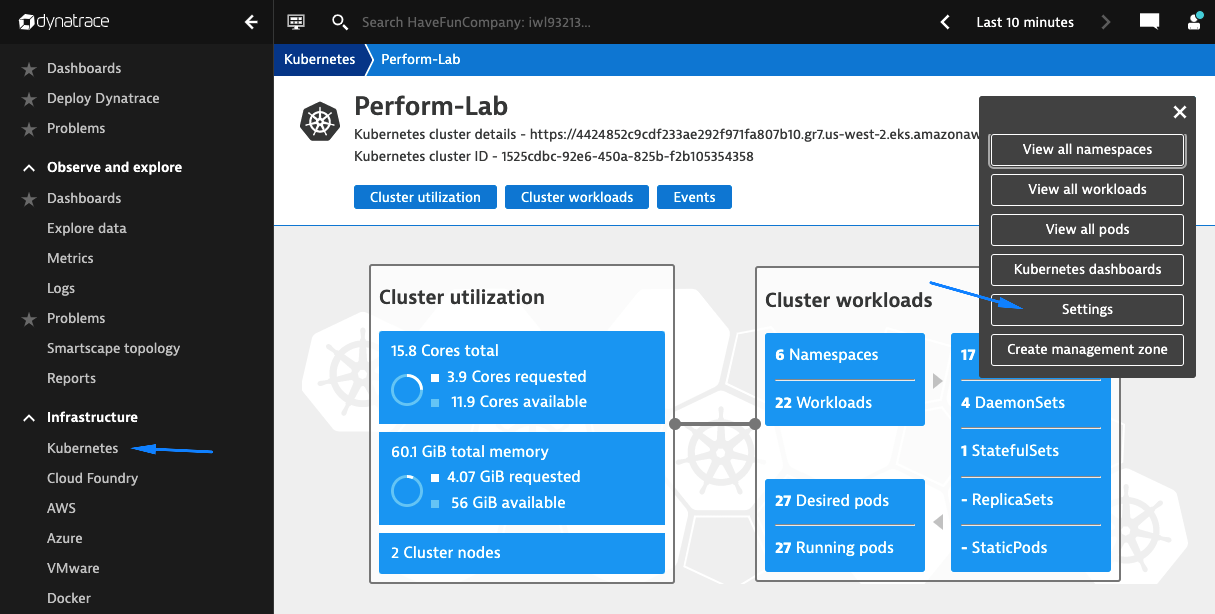 dynatrace
Search HaveFunCompany: iwl93213...
Last 10 minutes
Dashboards
Deploy Dynatrace
Problems
Observe and explore
Dashboards
Explore data
Metrics
Logs
Problems
Smartscape topology
Reports
Infrastructure
Kubernetes
Cloud Foundry
AWS
Azure
VMware
Docker
Kubernetes
Perform-Lab
Perform-Lab
Kubernetes cluster details - https://4424852c9cdf233ae292f971fa807b10.gr7.us-west-2.eks.amazonaw
Kubernetes cluster ID - 1525cdbc-92e6-450a-825b-f2b105354358
Cluster utilization
Cluster workloads
Events
View all namespaces
View all workloads
View all pods
Kubernetes dashboards
Settings
Create management zone
Cluster utilization
15.8 Cores total
3.9 Cores requested
11.9 Cores available
60.1 GiB total memory
4.07 GiB requested
56 GiB available
2 Cluster nodes
Cluster workloads
6 Namespaces
22 Workloads
27 Desired pods
27 Running pods
17
4 DaemonSets
1 StatefulSets
- ReplicaSets
- StaticPods